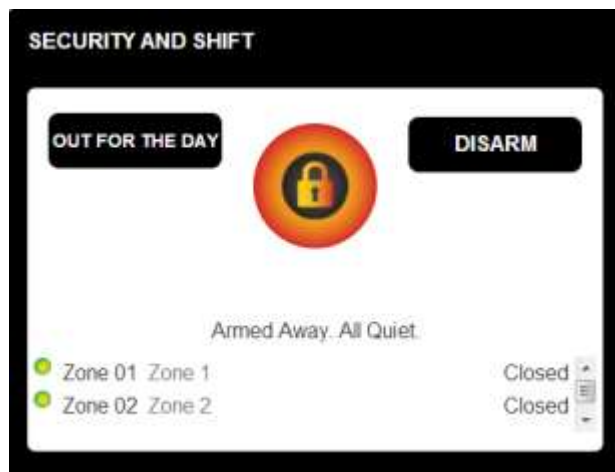 SECURITY AND SHIFT
OUT FOR THE DAY
DISARM
Armed Away. All Quiet.
Zone 01 Zone 1 Closed
Zone 02 Zone 2 Closed